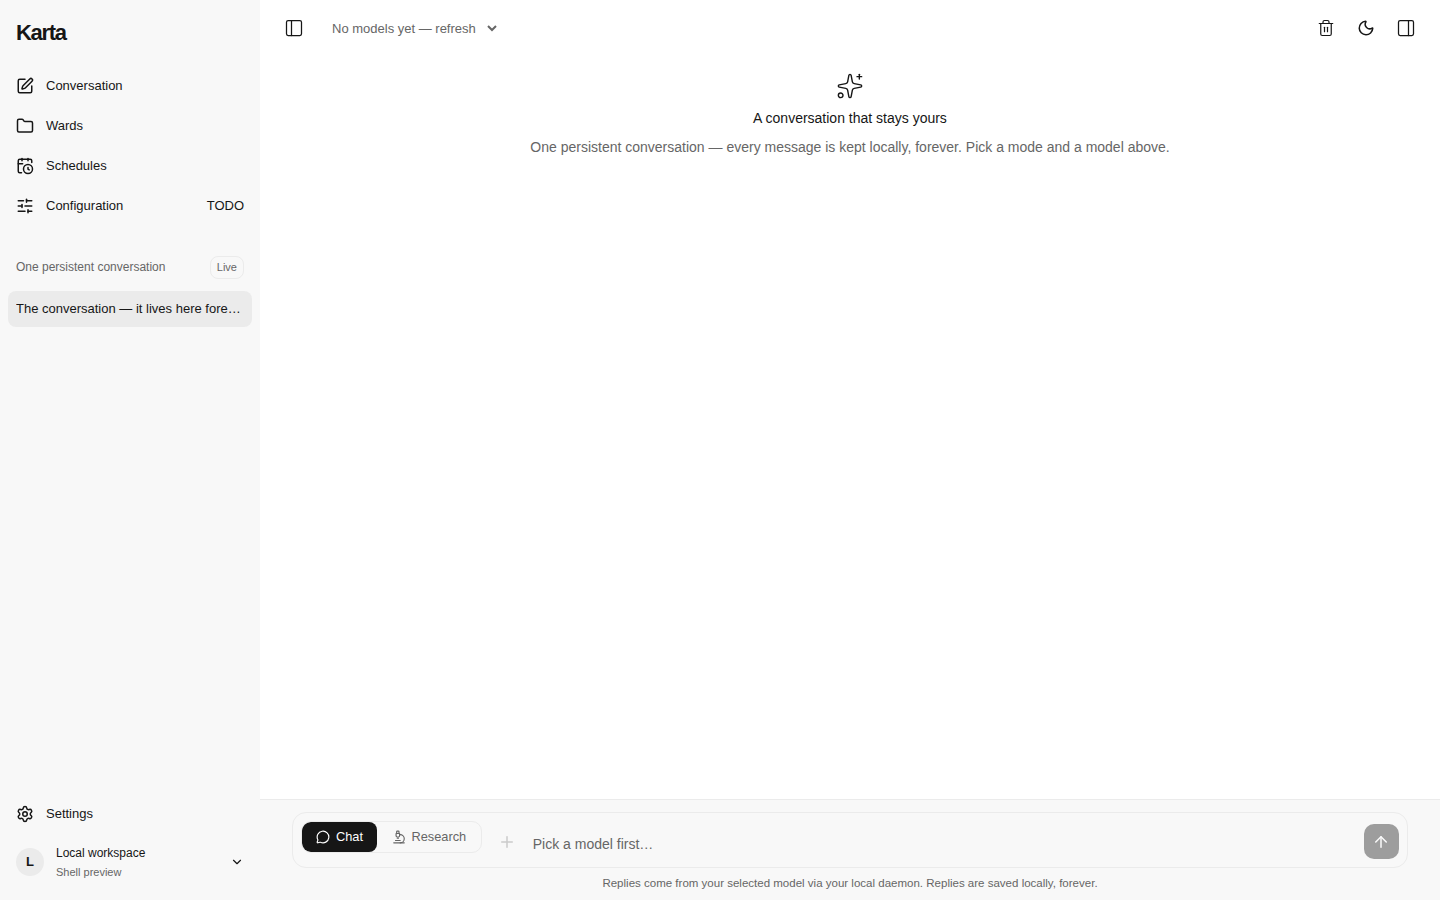 Karta
Conversation
Wards
Schedules
Configuration TODO
One persistent conversation Live
The conversation — it lives here fore…
Settings
L
Local workspace
Shell preview
No models yet — refresh
A conversation that stays yours
One persistent conversation — every message is kept locally, forever. Pick a mode and a model above.
Chat Research Pick a model first…
Replies come from your selected model via your local daemon. Replies are saved locally, forever.